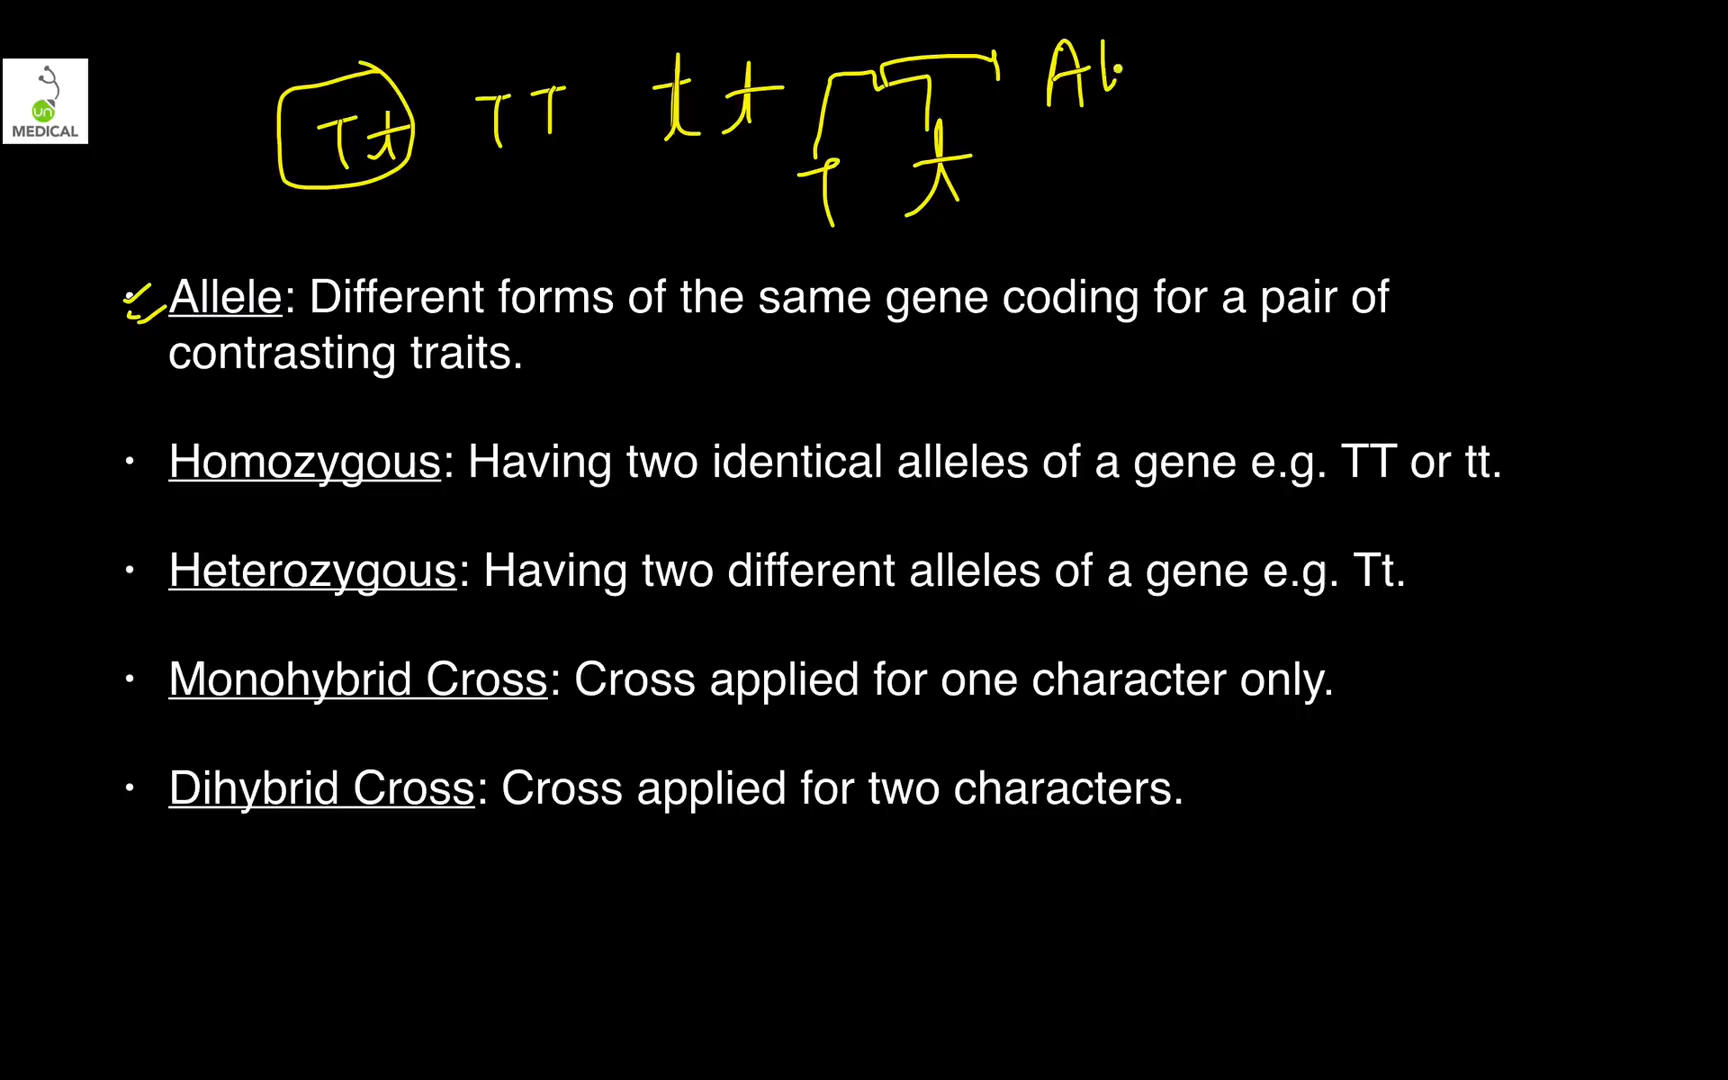 Tt TT tt T t Al
un
MEDICAL
• Allele: Different forms of the same gene coding for a pair of
contrasting traits.
• Homozygous: Having two identical alleles of a gene e.g. TT or tt.
• Heterozygous: Having two different alleles of a gene e.g. Tt.
• Monohybrid Cross: Cross applied for one character only.
• Dihybrid Cross: Cross applied for two characters.